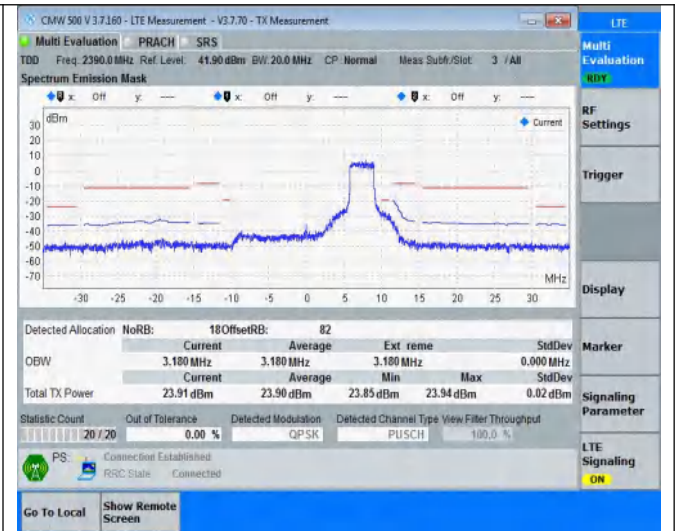 CMW 500 V 3.7.160 - LTE Measurement - V3.7.70 - TX Measurement
LTE
Multi Evaluation PRACH SRS
TDD Freq: 2390.0 MHz Ref. Level: 41.90 dBm BW: 20.0 MHz CP: Normal Meas Subfr./Slot: 3 / All
Spectrum Emission Mask
x: Off y: --- x: Off y: --- x: Off y: ---
dBm
Current
30
20
10
0
-10
-20
-30
-40
-50
-60
-70
MHz
-30 -25 -20 -15 -10 -5 0 5 10 15 20 25 30
Detected Allocation NoRB: 18 OffsetRB: 82
Current Average Ext reme StdDev
OBW 3.180 MHz 3.180 MHz 3.180 MHz 0.000 MHz
Current Average Min Max StdDev
Total TX Power 23.91 dBm 23.90 dBm 23.85 dBm 23.94 dBm 0.02 dBm
Statistic Count Out of Tolerance Detected Modulation Detected Channel Type View Filter Throughput
20 / 20 0.00 % QPSK PUSCH 100.0 %
PS: Connection Established
RRC State Connected
Multi
Evaluation
RDY
RF
Settings
Trigger
Display
Marker
Signaling
Parameter
LTE
Signaling
ON
Go To Local
Show Remote
Screen